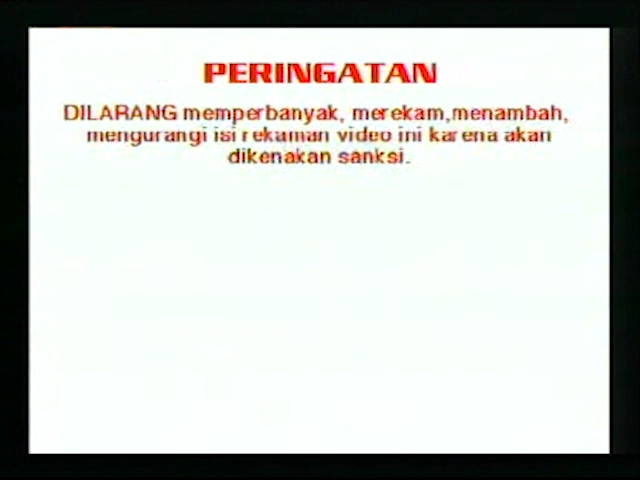 PERINGATAN
DILARANG memperbanyak, merekam,menambah,
mengurangi isi rekaman video ini karena akan
dikenakan sanksi.